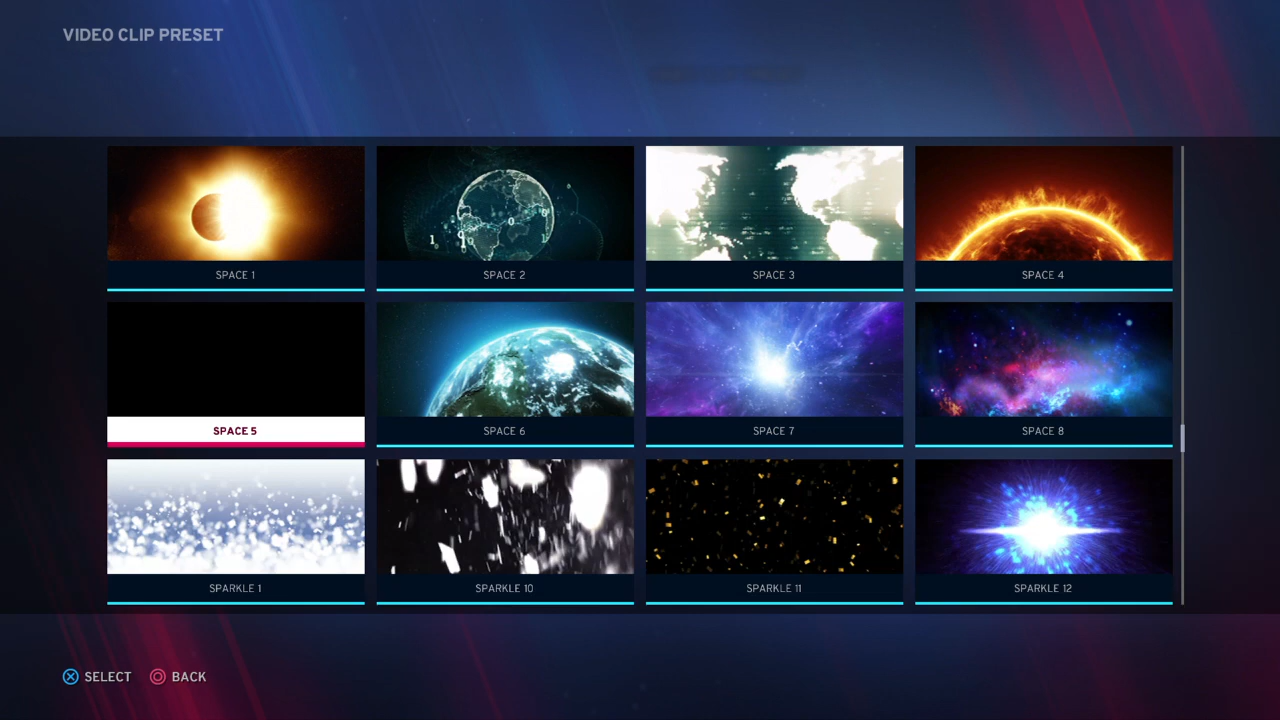 VIDEO CLIP PRESET
SPACE 1
SPACE 2
SPACE 3
SPACE 4
SPACE 5
SPACE 6
SPACE 7
SPACE 8
SPARKLE 1
SPARKLE 10
SPARKLE 11
SPARKLE 12
SELECT
BACK